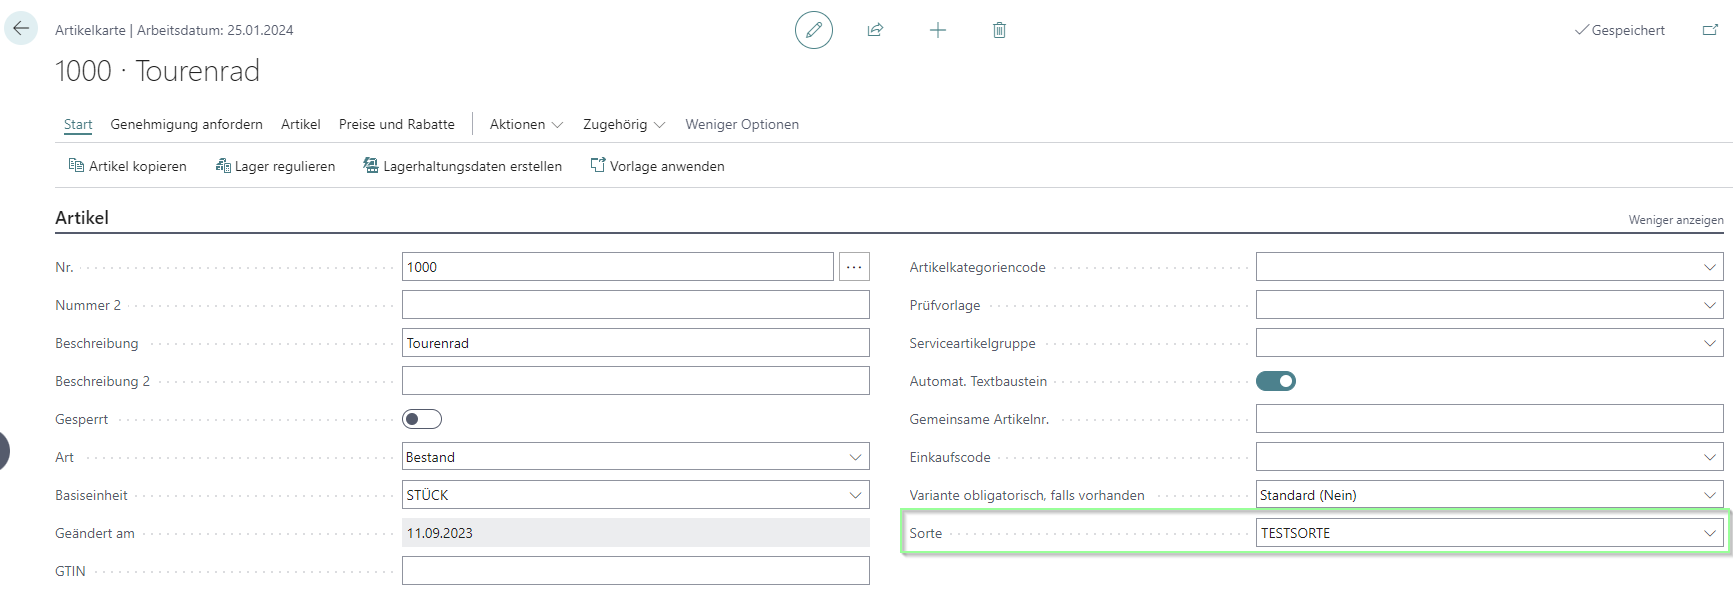 Artikelkarte | Arbeitsdatum: 25.01.2024
Gespeichert
1000 · Tourenrad
Start Genehmigung anfordern Artikel Preise und Rabatte Aktionen Zugehörig Weniger Optionen
Artikel kopieren Lager regulieren Lagerhaltungsdaten erstellen Vorlage anwenden
Artikel
Weniger anzeigen
Nr. 1000 ...
Nummer 2
Beschreibung Tourenrad
Beschreibung 2
Gesperrt
Art Bestand
Basiseinheit STÜCK
Geändert am 11.09.2023
GTIN
Artikelkategoriencode
Prüfvorlage
Serviceartikelgruppe
Automat. Textbaustein
Gemeinsame Artikelnr.
Einkaufscode
Variante obligatorisch, falls vorhanden Standard (Nein)
Sorte TESTSORTE